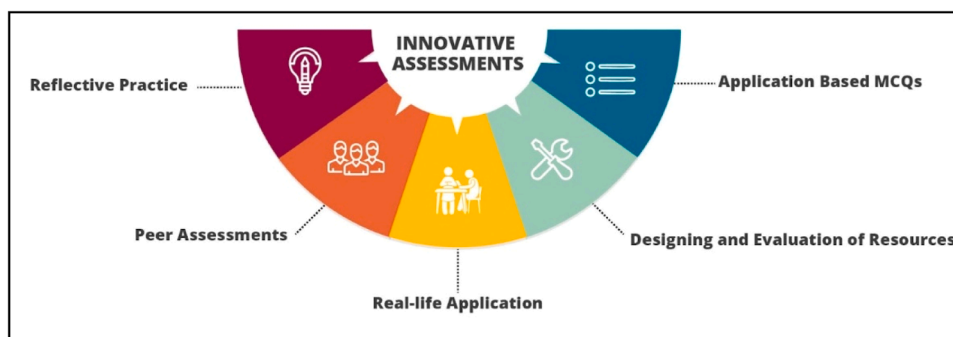 INNOVATIVE
ASSESSMENTS
Reflective Practice
Application Based MCQs
Peer Assessments
Designing and Evaluation of Resources
Real-life Application